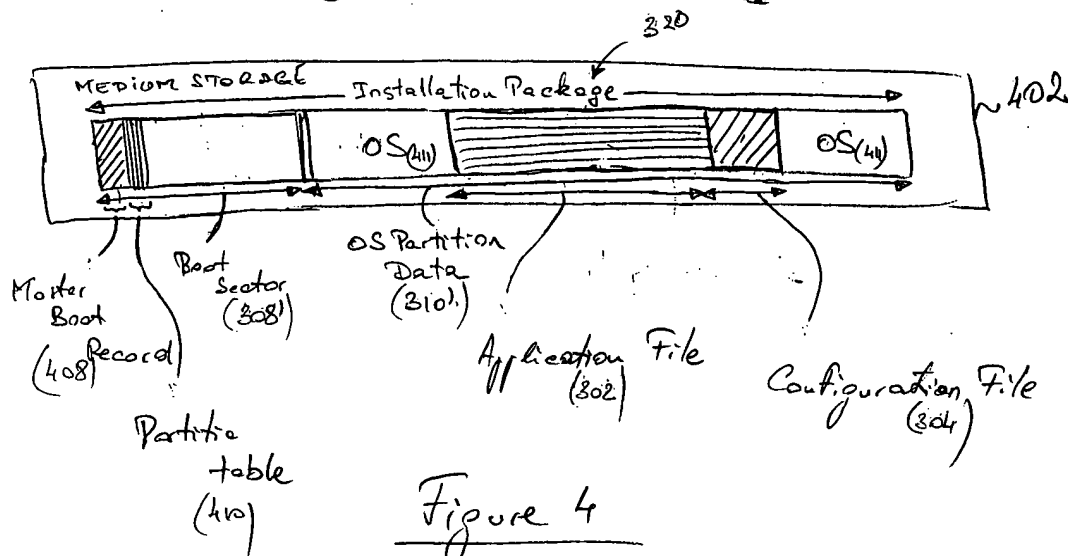 320
MEDIUM STORAGE
Installation Package
402
OS(411)
OS(411)
Master
Boot
Record
(408)
Boot
Sector
(308')
OS Partition
Data
(310')
Application File
(302)
Configuration File
(304)
Partitio
table
(410)
Figure 4